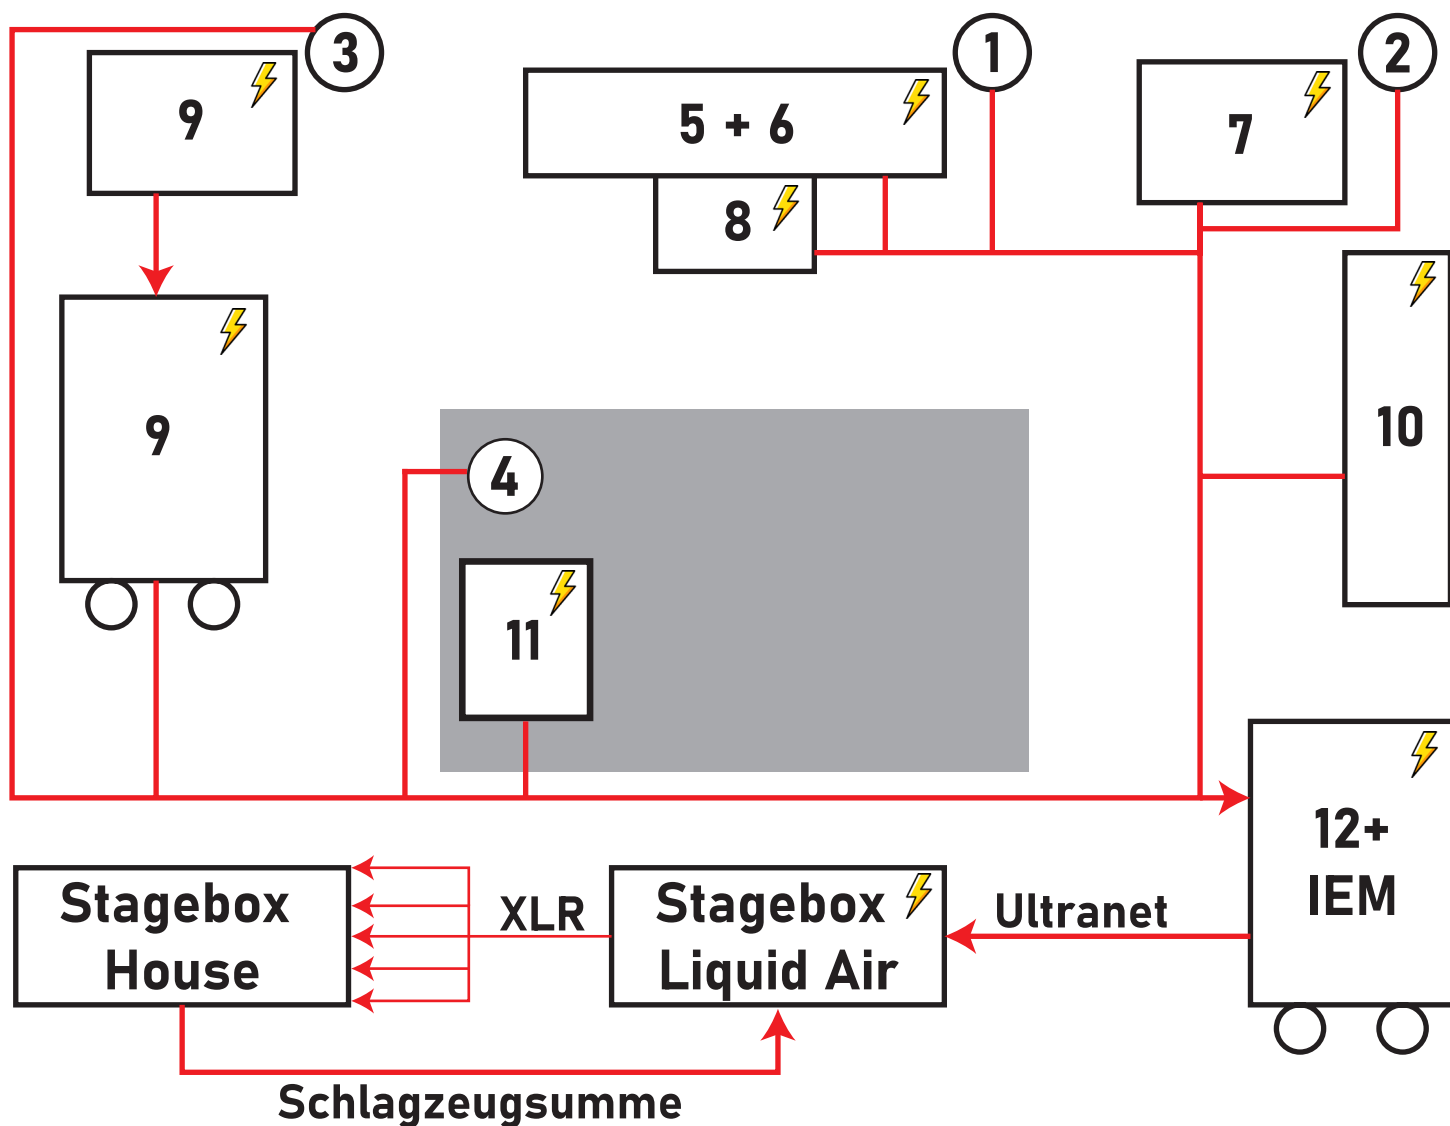 3
1
2
9
5 + 6
7
8
9
10
4
11
12+
IEM
Stagebox
House
XLR
Stagebox
Liquid Air
Ultranet
Schlagzeugsumme